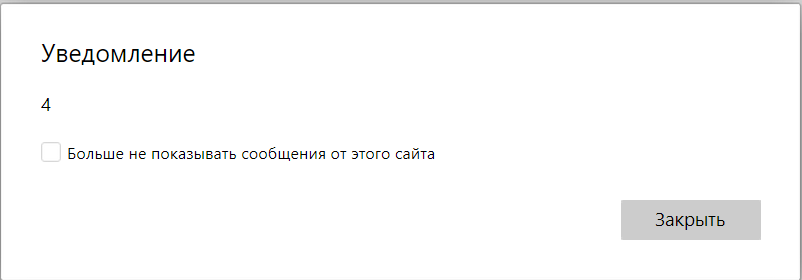 Уведомление
4
Больше не показывать сообщения от этого сайта
Закрыть